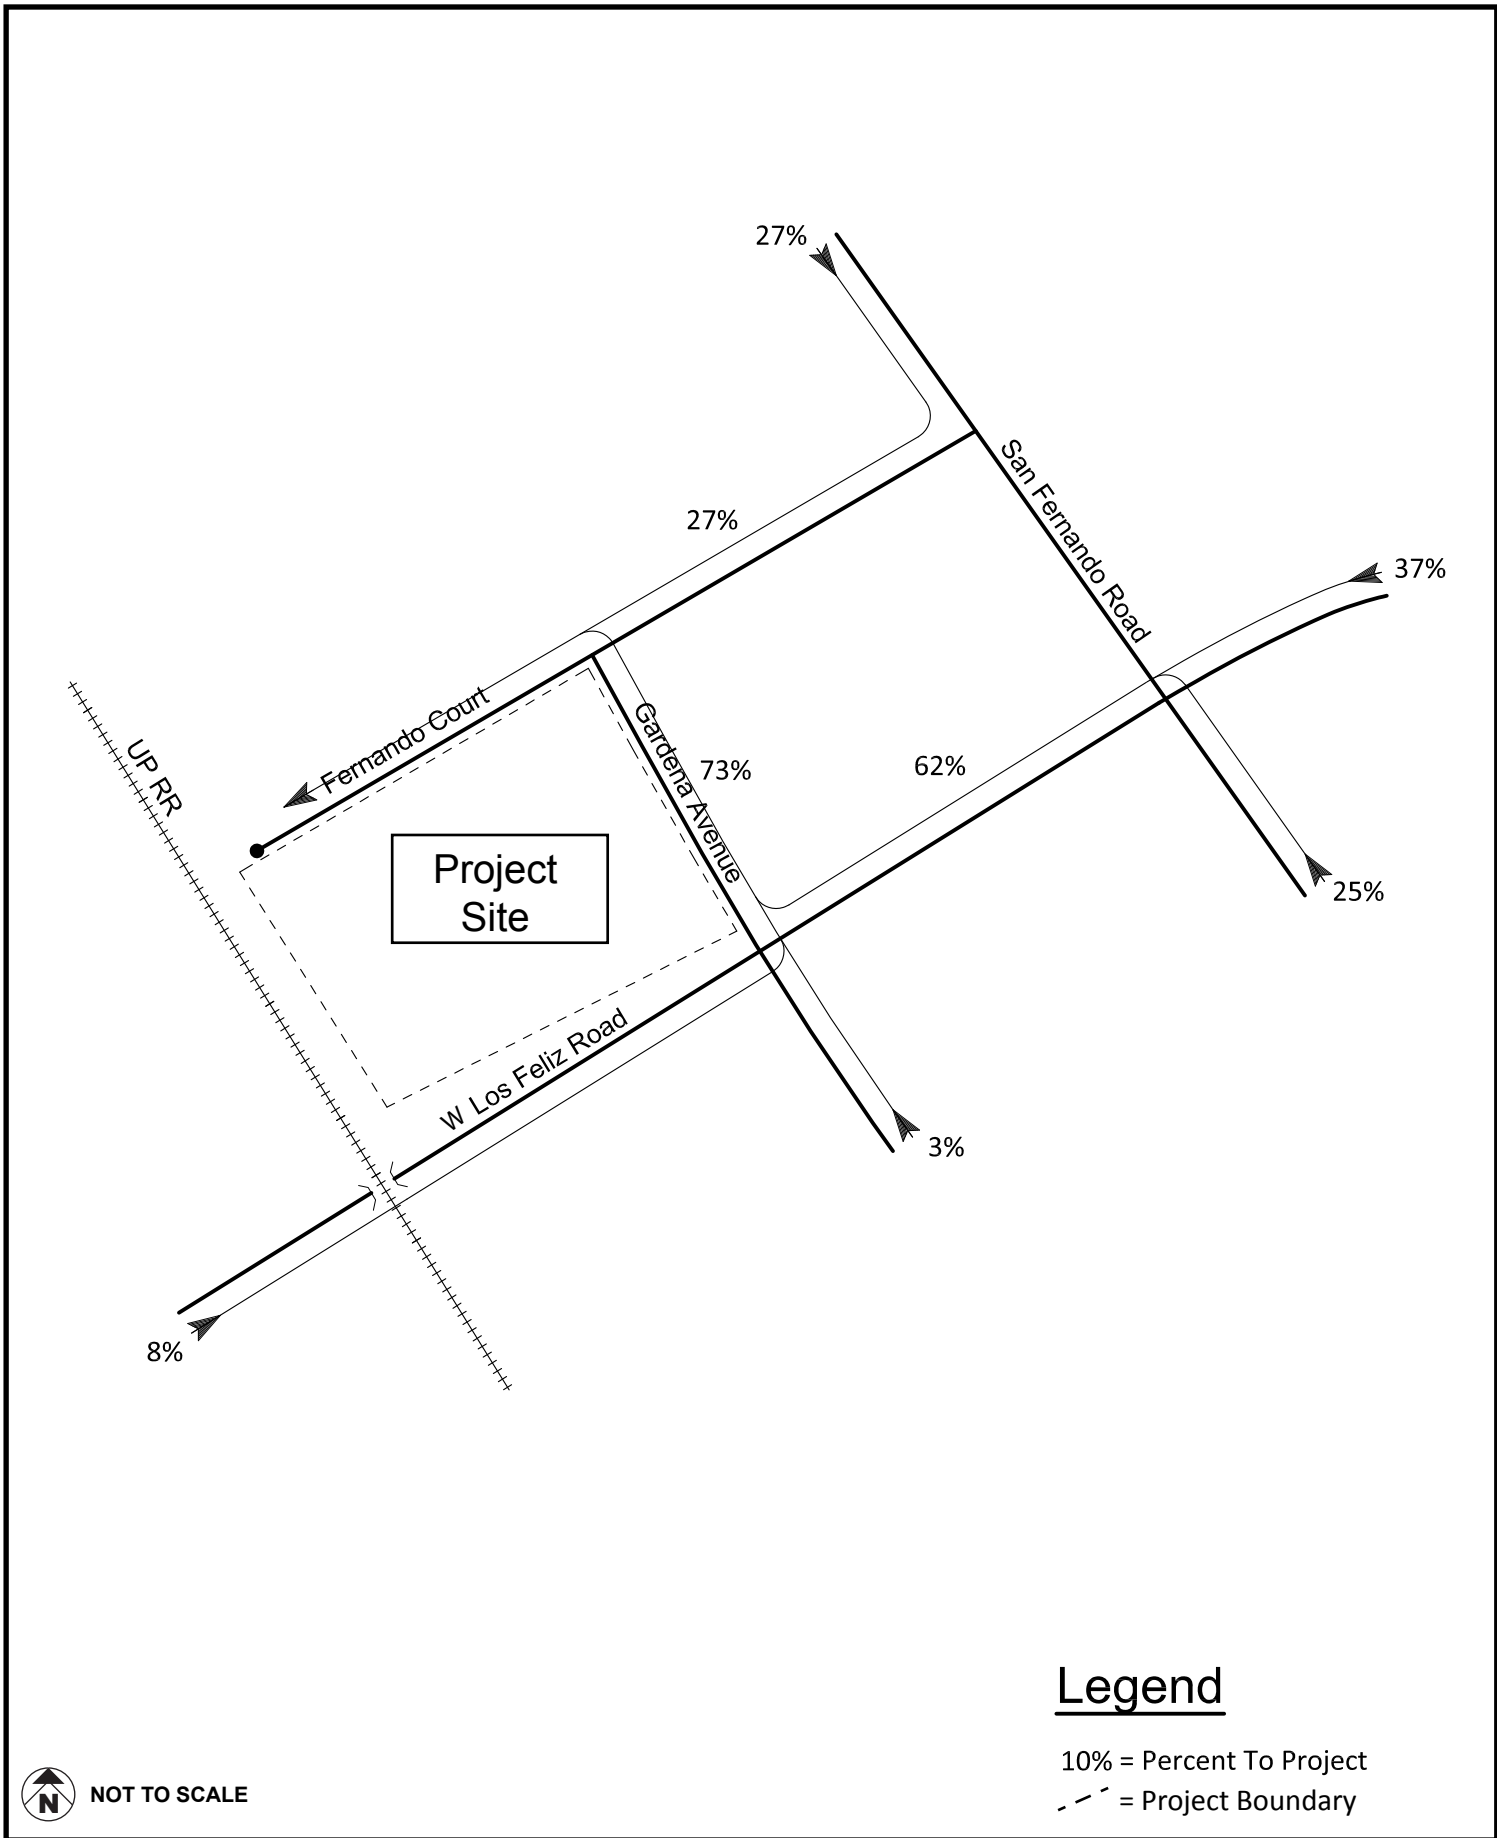 27%
San Fernando Road
27%
37%
Fernando Court
Gardena Avenue
UP RR
73%
62%
Project
Site
25%
W Los Feliz Road
3%
8%
Legend
10% = Percent To Project
= Project Boundary
N
NOT TO SCALE